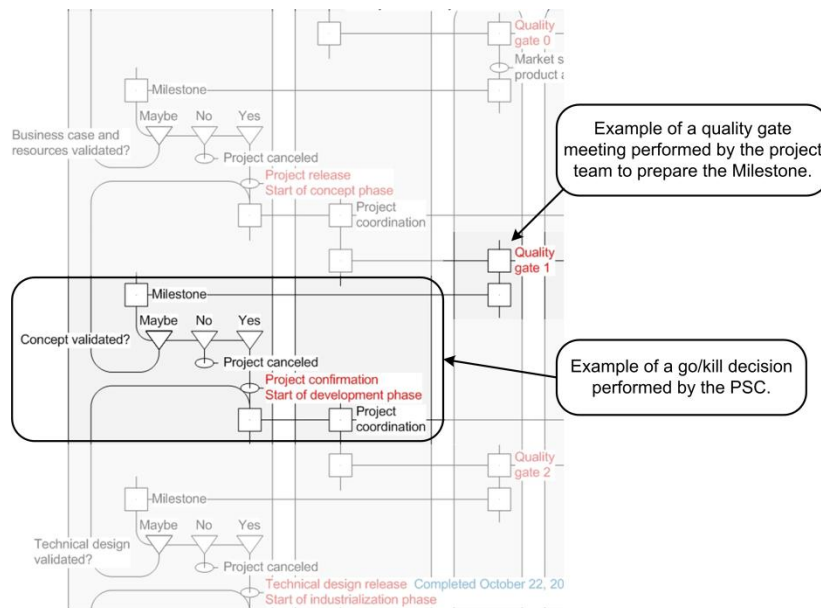 Quality
gate 0
Market s
product a
Milestone
Maybe No Yes
Business case and
resources validated?
Project canceled
Project release
Start of concept phase
Project
coordination
Example of a quality gate
meeting performed by the project
team to prepare the Milestone.
Quality
gate 1
Milestone
Maybe No Yes
Concept validated?
Project canceled
Project confirmation
Start of development phase
Project
coordination
Example of a go/kill decision
performed by the PSC.
Quality
gate 2
Milestone
Maybe No Yes
Technical design
validated?
Project canceled
Technical design release Completed October 22, 20
Start of industrialization phase